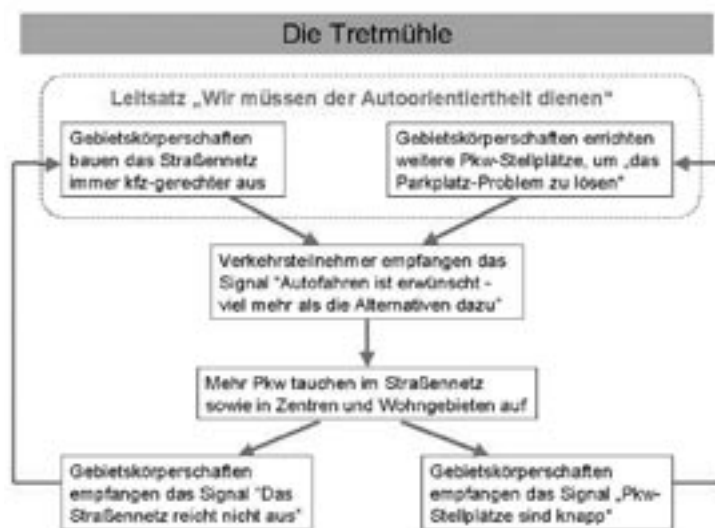 Die Tretmühle
Leitsatz „Wir müssen der Autoorientiertheit dienen“
Gebietskörperschaften
bauen das Straßennetz
immer kfz-gerechter aus
Gebietskörperschaften errichten
weitere Pkw-Stellplätze, um „das
Parkplatz-Problem zu lösen“
Verkehrsteilnehmer empfangen das
Signal "Autofahren ist erwünscht -
viel mehr als die Alternativen dazu"
Mehr Pkw tauchen im Straßennetz
sowie in Zentren und Wohngebieten auf
Gebietskörperschaften
empfangen das Signal "Das
Straßennetz reicht nicht aus"
Gebietskörperschaften
empfangen das Signal „Pkw-
Stellplätze sind knapp"